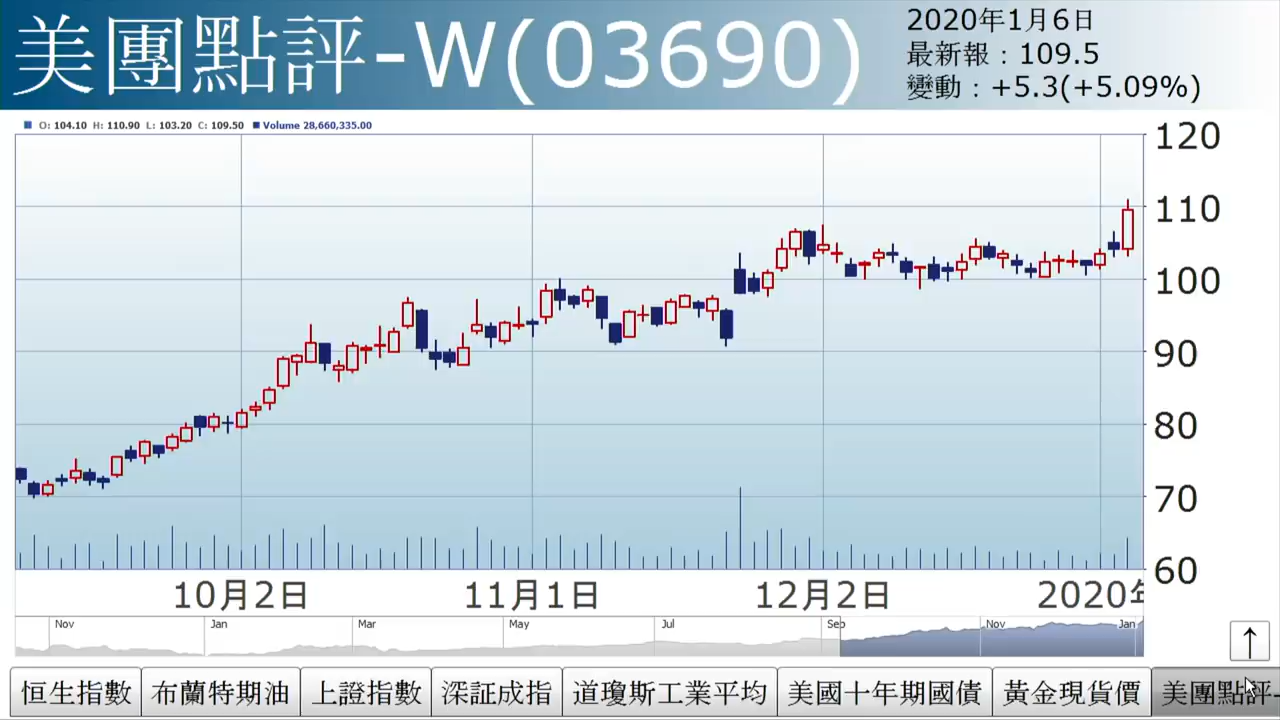 美團點評-W(03690)
2020年1月6日
最新報：109.5
變動：+5.3(+5.09%)
O: 104.10 H: 110.90 L: 103.20 C: 109.50 Volume 28,660,335.00
120
110
100
90
80
70
60
10月2日 11月1日 12月2日 2020年
Nov Jan Mar May Jul Sep Nov Jan
↑
恒生指數 布蘭特期油 上證指數 深証成指 道瓊斯工業平均 美國十年期國債 黃金現貨價 美團點評-